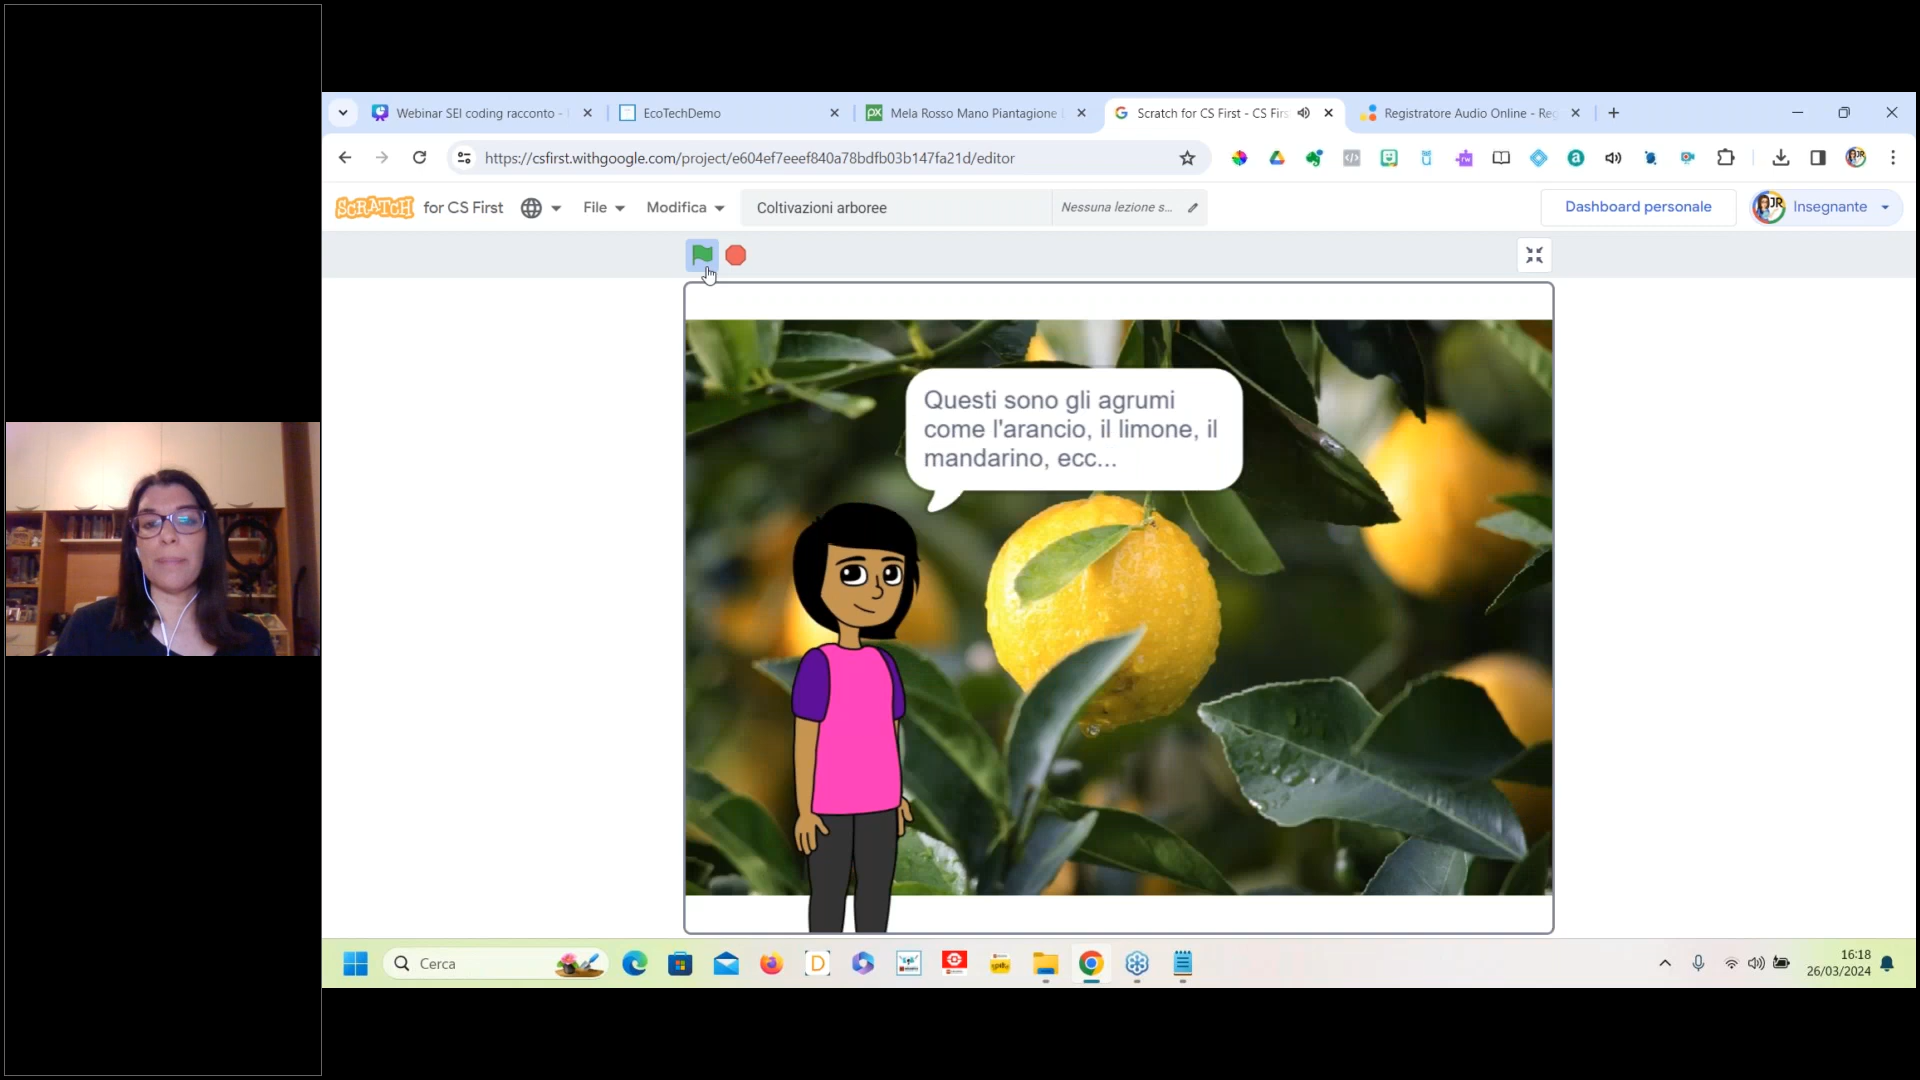 Webinar SEI coding racconto -
EcoTechDemo
Mela Rosso Mano Piantagione
Scratch for CS First - CS Firs
Registratore Audio Online - Reg
https://csfirst.withgoogle.com/project/e604ef7eeef840a78bdfb03b147fa21d/editor
SCRATCH for CS First
File
Modifica
Coltivazioni arboree
Nessuna lezione s...
Dashboard personale
Insegnante
Questi sono gli agrumi
come l'arancio, il limone, il
mandarino, ecc...
Cerca
16:18
26/03/2024